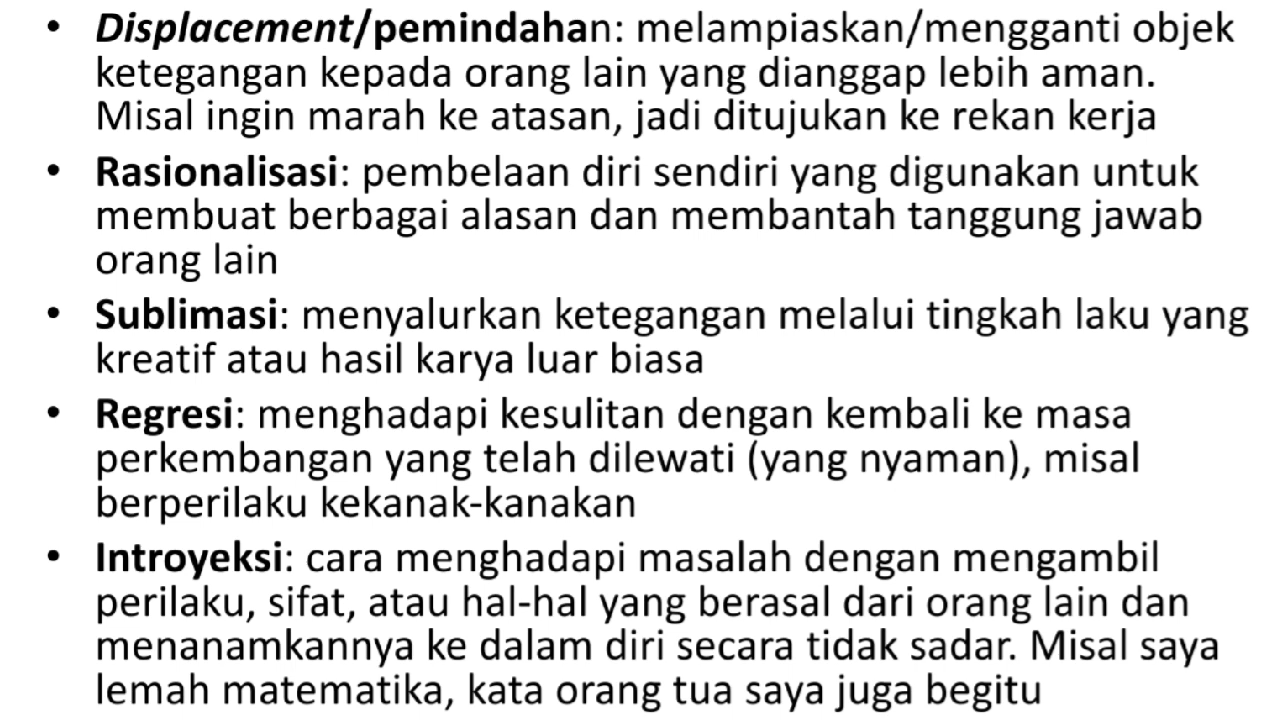 • Displacement/pemindahan: melampiaskan/mengganti objek
ketegangan kepada orang lain yang dianggap lebih aman.
Misal ingin marah ke atasan, jadi ditujukan ke rekan kerja
• Rasionalisasi: pembelaan diri sendiri yang digunakan untuk
membuat berbagai alasan dan membantah tanggung jawab
orang lain
• Sublimasi: menyalurkan ketegangan melalui tingkah laku yang
kreatif atau hasil karya luar biasa
• Regresi: menghadapi kesulitan dengan kembali ke masa
perkembangan yang telah dilewati (yang nyaman), misal
berperilaku kekanak-kanakan
• Introyeksi: cara menghadapi masalah dengan mengambil
perilaku, sifat, atau hal-hal yang berasal dari orang lain dan
menanamkannya ke dalam diri secara tidak sadar. Misal saya
lemah matematika, kata orang tua saya juga begitu